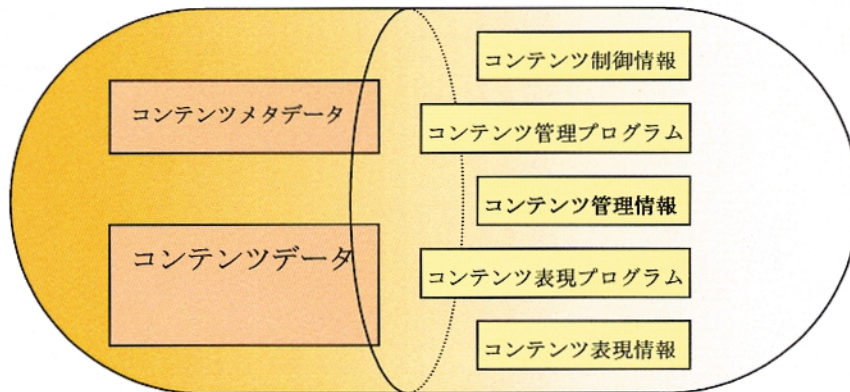 コンテンツメタデータ
コンテンツデータ
コンテンツ制御情報
コンテンツ管理プログラム
コンテンツ管理情報
コンテンツ表現プログラム
コンテンツ表現情報